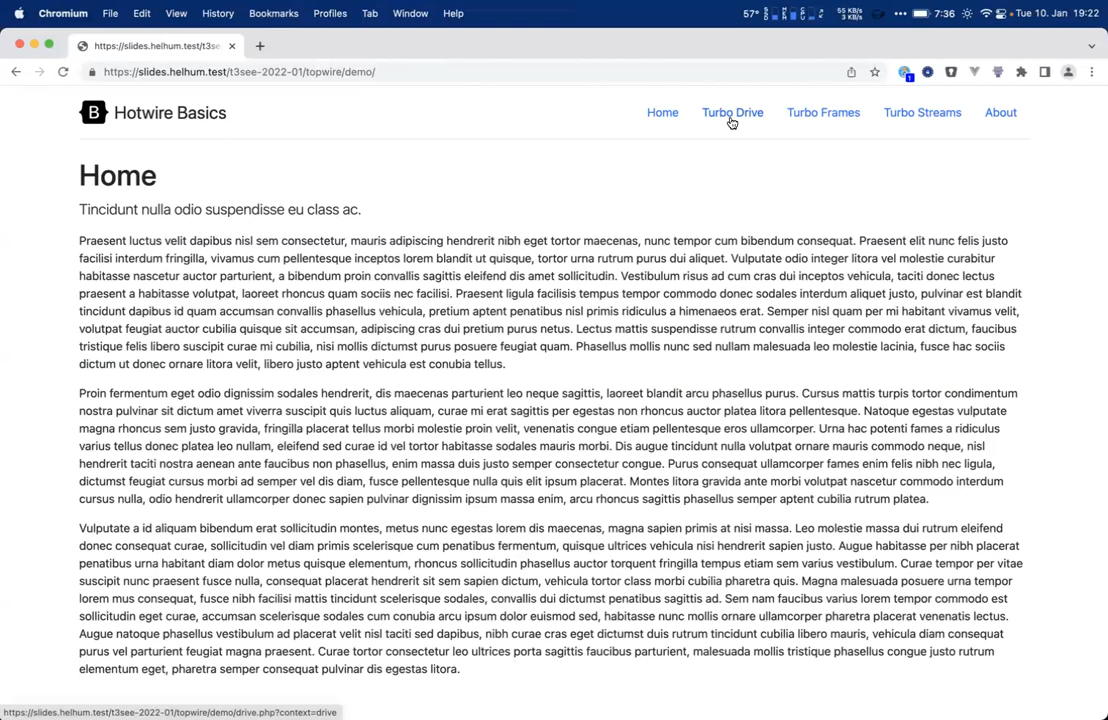 Chromium File Edit View History Bookmarks Profiles Tab Window Help 57° 55 KB/s 3 KB/s 7:36 Tue 10. Jan 19:22
https://slides.helhum.test/t3se
https://slides.helhum.test/t3see-2022-01/topwire/demo/
B Hotwire Basics Home Turbo Drive Turbo Frames Turbo Streams About
Home
Tincidunt nulla odio suspendisse eu class ac.
Praesent luctus velit dapibus nisl sem consectetur, mauris adipiscing hendrerit nibh eget tortor maecenas, nunc tempor cum bibendum consequat. Praesent elit nunc felis justo
facilisi interdum fringilla, vivamus cum pellentesque inceptos lorem blandit ut quisque, tortor urna rutrum purus dui aliquet. Vulputate odio integer litora vel molestie curabitur
habitasse nascetur auctor parturient, a bibendum proin convallis sagittis eleifend dis amet sollicitudin. Vestibulum risus ad cum cras dui inceptos vehicula, taciti donec lectus
praesent a habitasse volutpat, laoreet rhoncus quam sociis nec facilisi. Praesent ligula facilisis tempus tempor commodo donec sodales interdum aliquet justo, pulvinar est blandit
tincidunt dapibus id quam accumsan convallis phasellus vehicula, pretium aptent penatibus nisl primis ridiculus a himenaeos erat. Semper nisl quam per mi habitant vivamus velit,
volutpat feugiat auctor cubilia quisque sit accumsan, adipiscing cras dui pretium purus netus. Lectus mattis suspendisse rutrum convallis integer commodo erat dictum, faucibus
tristique felis libero suscipit curae mi cubilia, nisi mollis dictumst purus posuere feugiat quam. Phasellus mollis nunc sed nullam malesuada leo molestie lacinia, fusce hac sociis
dictum ut donec ornare litora velit, libero justo aptent vehicula est conubia tellus.
Proin fermentum eget odio dignissim sodales hendrerit, dis maecenas parturient leo neque sagittis, laoreet blandit arcu phasellus purus. Cursus mattis turpis tortor condimentum
nostra pulvinar sit dictum amet viverra suscipit quis luctus aliquam, curae mi erat sagittis per egestas non rhoncus auctor platea litora pellentesque. Natoque egestas vulputate
magna rhoncus sem justo gravida, fringilla placerat tellus morbi molestie proin velit, venenatis congue etiam pellentesque eros ullamcorper. Urna hac potenti fames a ridiculus
varius tellus donec platea leo nullam, eleifend sed curae id vel tortor habitasse sodales mauris morbi. Dis augue tincidunt nulla volutpat ornare mauris commodo neque, nisl
hendrerit taciti nostra aenean ante faucibus non phasellus, enim massa duis justo semper consectetur congue. Purus consequat ullamcorper fames enim felis nibh nec ligula,
dictumst feugiat cursus morbi ad semper vel dis diam, fusce pellentesque nulla quis elit ipsum placerat. Montes litora gravida ante morbi volutpat nascetur commodo interdum
cursus nulla, odio hendrerit ullamcorper donec sapien pulvinar dignissim ipsum massa enim, arcu rhoncus sagittis phasellus semper aptent cubilia rutrum platea.
Vulputate a id aliquam bibendum erat sollicitudin montes, metus nunc egestas lorem dis maecenas, magna sapien primis at nisi massa. Leo molestie massa dui rutrum eleifend
donec consequat curae, sollicitudin vel diam primis scelerisque cum penatibus fermentum, quisque ultrices vehicula nisi hendrerit sapien justo. Augue habitasse per nibh placerat
penatibus urna habitant diam dolor metus quisque elementum, rhoncus sollicitudin phasellus auctor torquent fringilla tempus etiam sem varius vestibulum. Curae tempor per vitae
suscipit nunc praesent fusce nulla, consequat placerat hendrerit sit sem sapien dictum, vehicula tortor class morbi cubilia pharetra quis. Magna malesuada posuere urna tempor
lorem mus consequat, fusce nibh facilisi mattis tincidunt scelerisque sodales, convallis dui dictumst penatibus sagittis ad. Sem nam faucibus varius lorem tempor commodo est
sollicitudin eget curae, accumsan scelerisque sodales cum conubia arcu ipsum dolor euismod sed, habitasse nunc mollis ornare ullamcorper pharetra placerat venenatis lectus.
Augue natoque phasellus vestibulum ad placerat velit nisl taciti sed dapibus, nibh curae cras eget dictumst duis rutrum tincidunt cubilia libero mauris, vehicula diam consequat
purus vel parturient feugiat magna praesent. Curae tortor consectetur leo ultrices porta sagittis faucibus parturient, malesuada mollis tristique phasellus congue justo rutrum
elementum eget, pharetra semper consequat pulvinar dis egestas litora.
https://slides.helhum.test/t3see-2022-01/topwire/demo/drive.php?context=drive